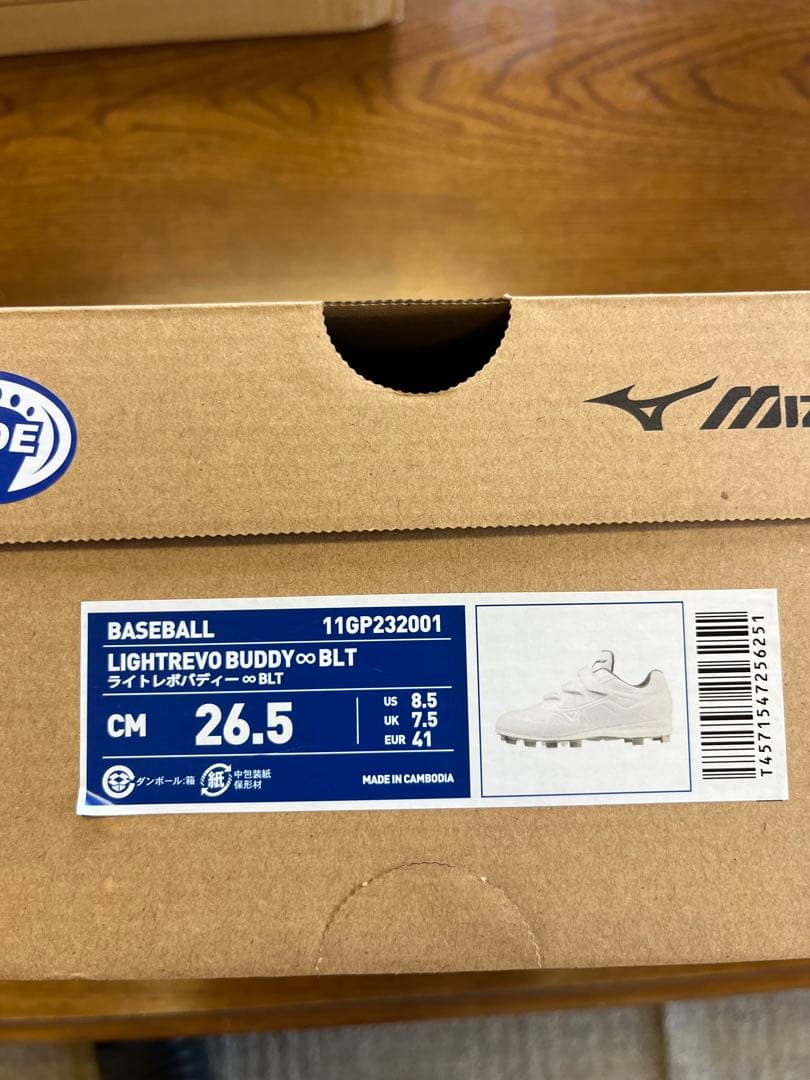 DE
MIZ
BASEBALL 11GP232001
LIGHTREVO BUDDY∞BLT
ライトレボバディー∞BLT
CM 26.5
US 8.5
UK 7.5
EUR 41
ダンボール:箱
紙 中包装紙
保形材
MADE IN CAMBODIA
T4571547256251